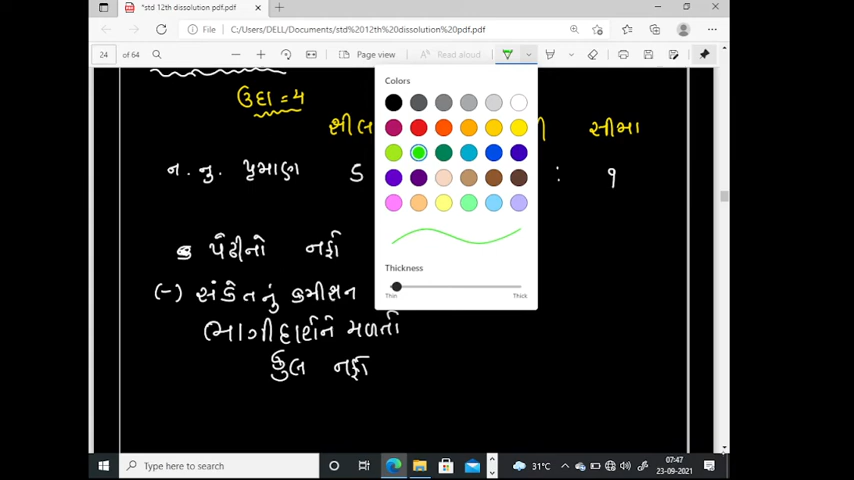 *std 12th dissolution pdf.pdf
File C:/Users/DELL/Documents/std%2012th%20dissolution%20pdf.pdf
24 of 64 Page view Read aloud
Colors
ઉદા = 4
સીમા
ન. નુ. પ્રમાણ 5 : ૧
પેઢીનો નફો
(-) સંકેતનું કમીશન
Thickness
Thin Thick
ભાગીદારોને મળતો
કુલ નફો
Type here to search 31°C 07:47
23-09-2021